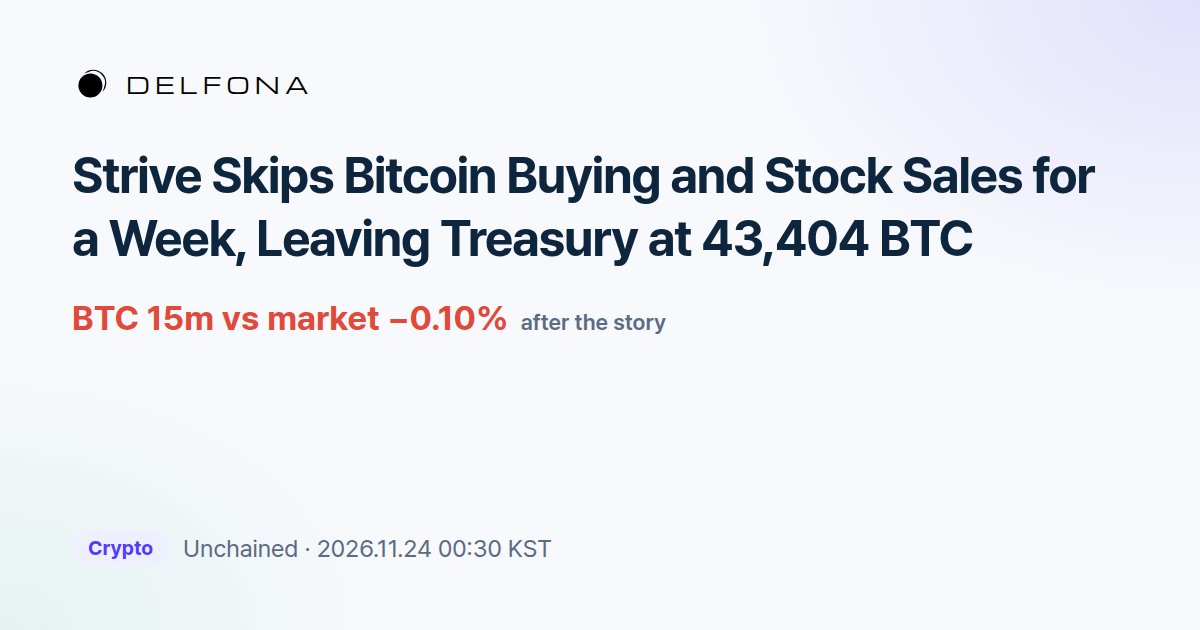 DELFONA
Strive Skips Bitcoin Buying and Stock Sales for
a Week, Leaving Treasury at 43,404 BTC
BTC 15m vs market −0.10% after the story
Crypto Unchained · 2026.11.24 00:30 KST